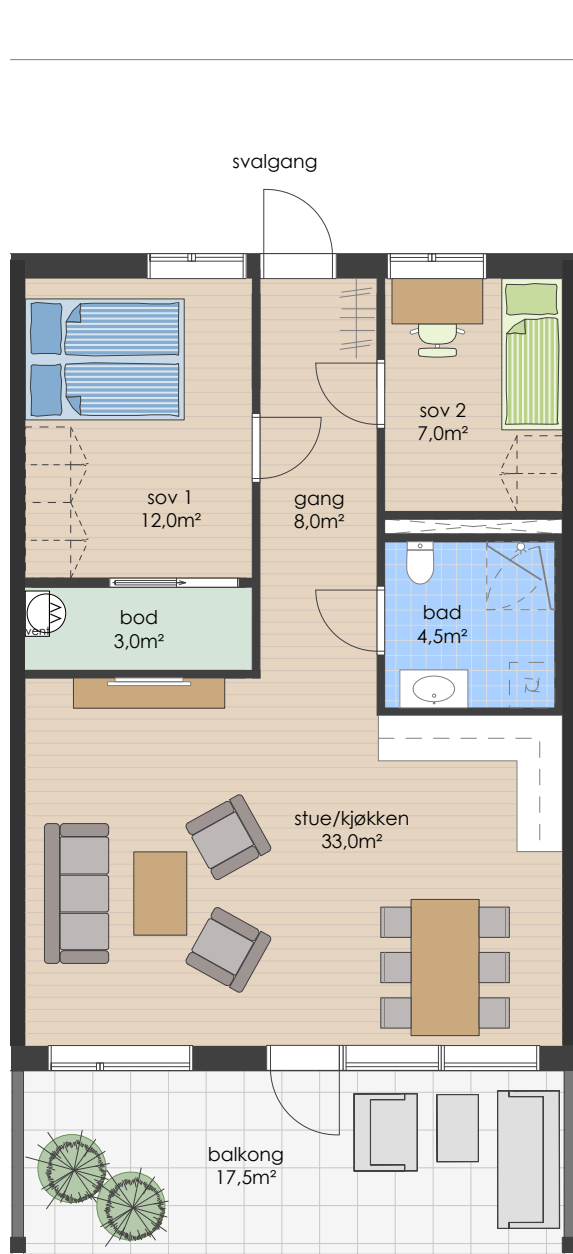 svalgang
sov 2
7,0m²
sov 1
12,0m²
gang
8,0m²
bod
3,0m²
vent
bad
4,5m²
stue/kjøkken
33,0m²
balkong
17,5m²